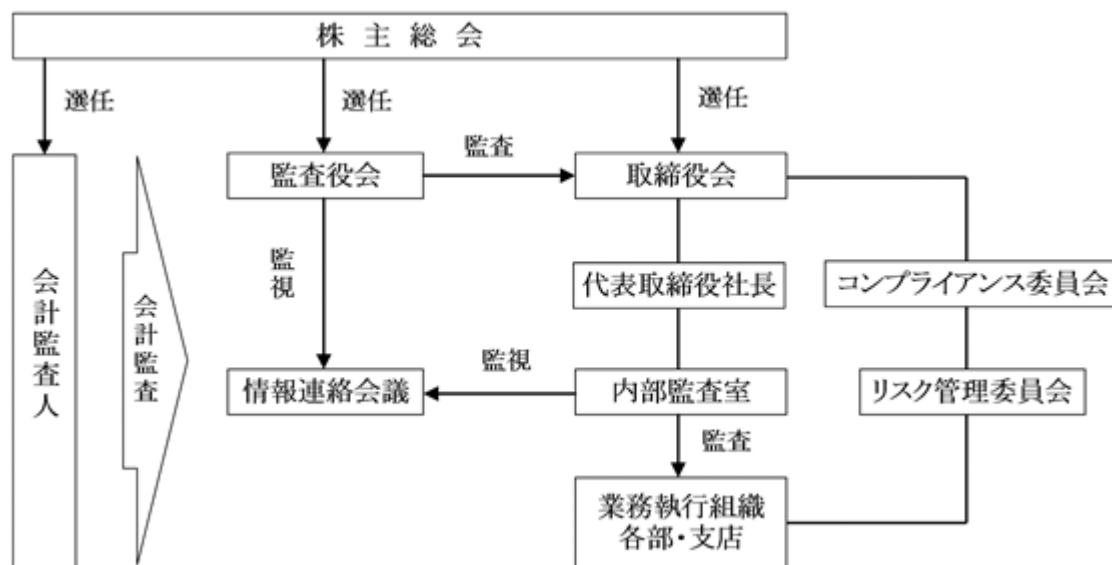 株主総会
選任
選任
選任
監査役会
監査
取締役会
会計監査人
会計監査
監視
代表取締役社長
コンプライアンス委員会
情報連絡会議
監視
内部監査室
リスク管理委員会
監査
業務執行組織
各部・支店